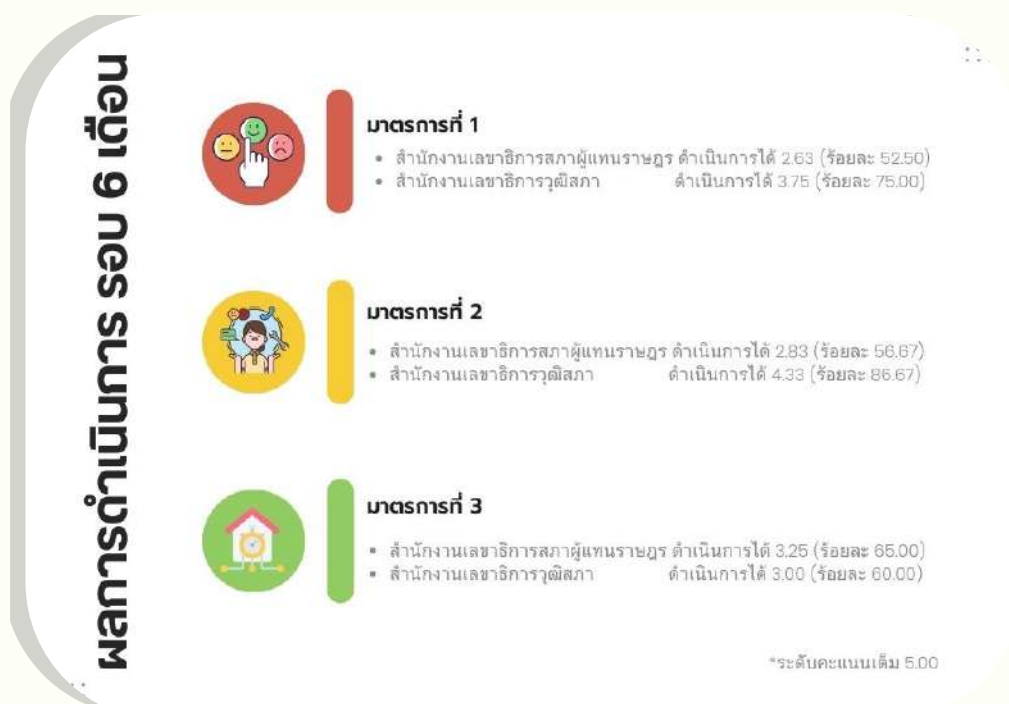 ผลการดำเนินการ รอบ 6 เดือน
มาตรการที่ 1
• สำนักงานเลขาธิการสภาผู้แทนราษฎร ดำเนินการได้ 2.63 (ร้อยละ 52.50)
• สำนักงานเลขาธิการวุฒิสภา ดำเนินการได้ 3.75 (ร้อยละ 75.00)
มาตรการที่ 2
• สำนักงานเลขาธิการสภาผู้แทนราษฎร ดำเนินการได้ 2.83 (ร้อยละ 56.67)
• สำนักงานเลขาธิการวุฒิสภา ดำเนินการได้ 4.33 (ร้อยละ 86.67)
มาตรการที่ 3
• สำนักงานเลขาธิการสภาผู้แทนราษฎร ดำเนินการได้ 3.25 (ร้อยละ 65.00)
• สำนักงานเลขาธิการวุฒิสภา ดำเนินการได้ 3.00 (ร้อยละ 60.00)
*ระดับคะแนนเต็ม 5.00